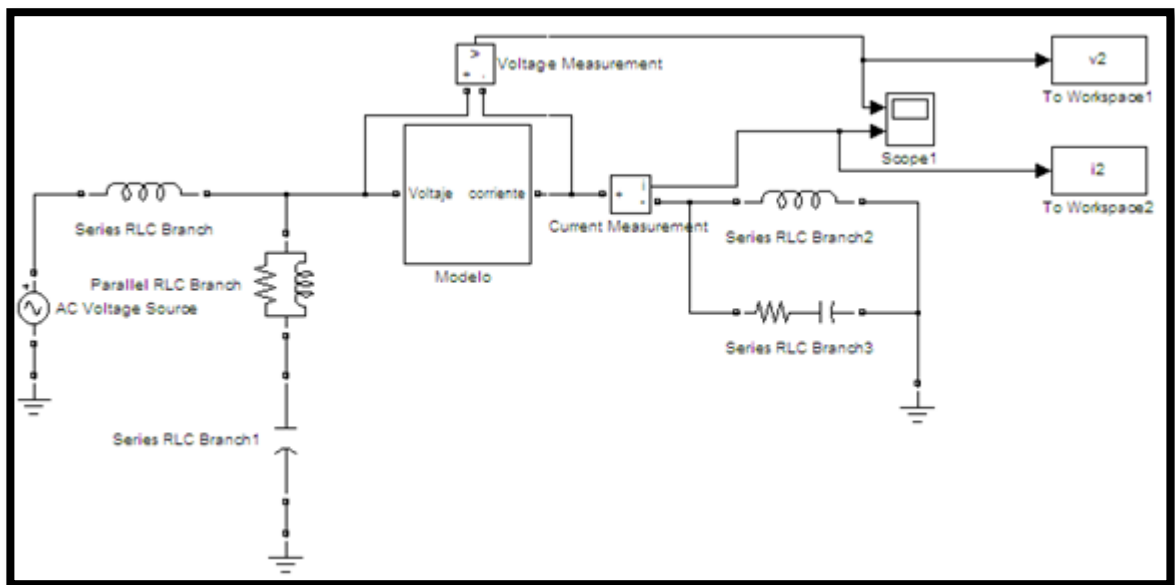 Voltage Measurement
v
+ -
v2
To Workspace1
Scope1
i2
To Workspace2
Voltaje corriente
Modelo
i
+
-
Current Measurement
Series RLC Branch
Series RLC Branch2
Parallel RLC Branch
AC Voltage Source
Series RLC Branch3
Series RLC Branch1